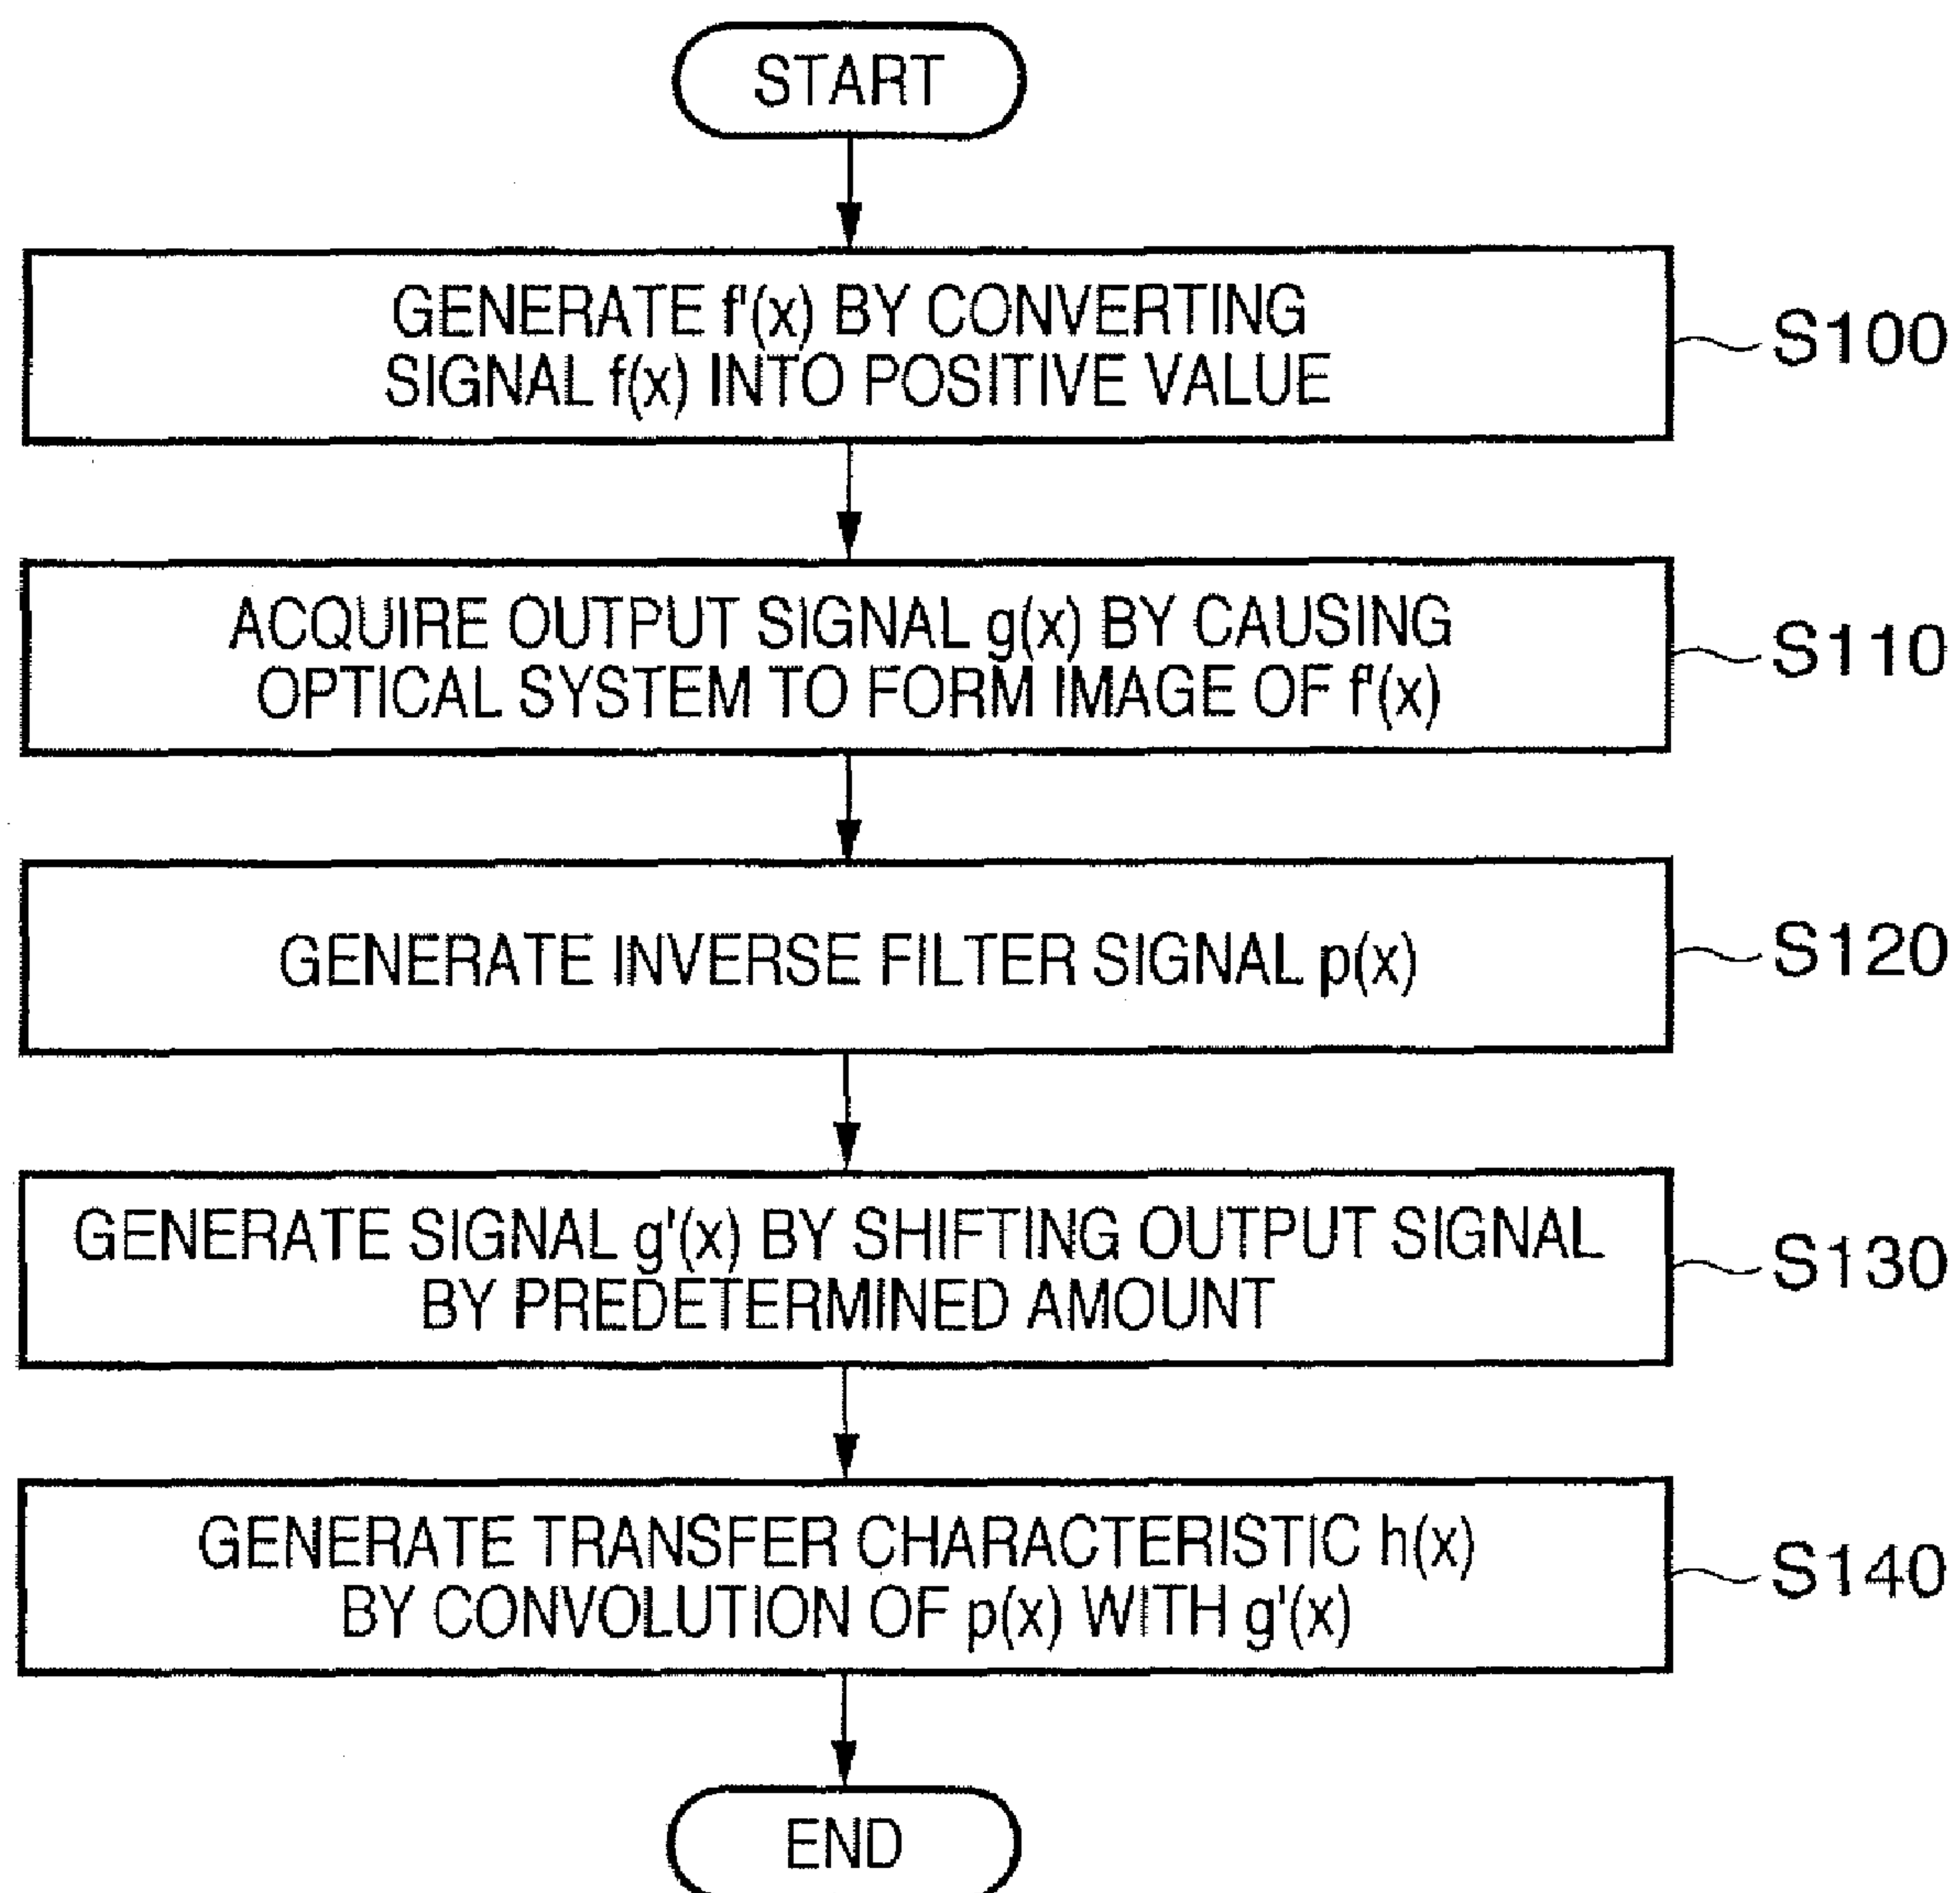 START
GENERATE f'(x) BY CONVERTING
SIGNAL f(x) INTO POSITIVE VALUE
S100
ACQUIRE OUTPUT SIGNAL g(x) BY CAUSING
OPTICAL SYSTEM TO FORM IMAGE OF f'(x)
S110
GENERATE INVERSE FILTER SIGNAL p(x)
S120
GENERATE SIGNAL g'(x) BY SHIFTING OUTPUT SIGNAL
BY PREDETERMINED AMOUNT
S130
GENERATE TRANSFER CHARACTERISTIC h(x)
BY CONVOLUTION OF p(x) WITH g'(x)
S140
END